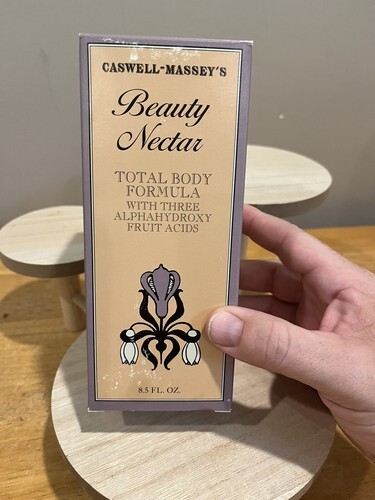 CASWELL-MASSEY'S
Beauty
Nectar
TOTAL BODY
FORMULA
WITH THREE
ALPHAHYDROXY
FRUIT ACIDS
8.5 FL. OZ.